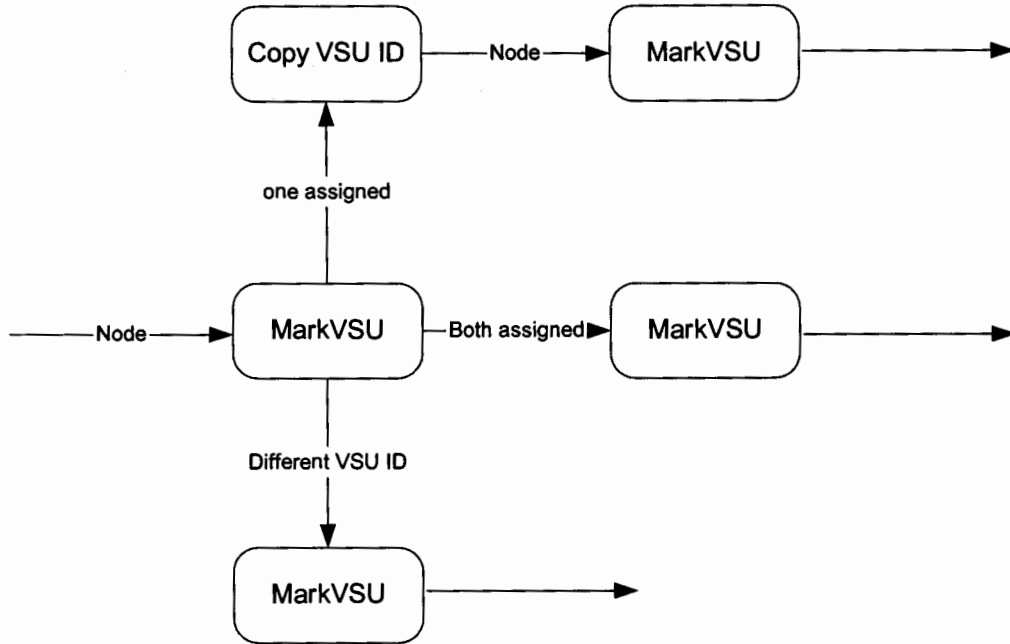 Copy VSU ID
Node
MarkVSU
one assigned
Node
MarkVSU
Both assigned
MarkVSU
Different VSU ID
MarkVSU